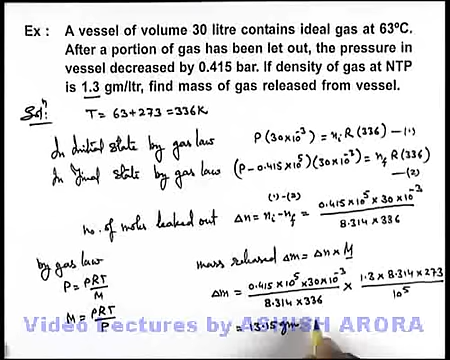 Ex : A vessel of volume 30 litre contains ideal gas at 63ºC.
After a portion of gas has been let out, the pressure in
vessel decreased by 0.415 bar. If density of gas at NTP
is 1.3 gm/ltr, find mass of gas released from vessel.
Solⁿ: T = 63+273 = 336K
In Initial state by gas law P(30×10⁻³) = nᵢ R(336) —(1)
In Final state by gas law (P-0.415×10⁵)(30×10⁻³) = n_f R(336)
—(2)
(1)-(2)
no. of moles leaked out Δn = nᵢ - n_f = 0.415×10⁵×30×10⁻³ / 8.314×336
by gas law mass released Δm = Δn × M
P = ρRT/M
Δm = 0.415×10⁵×30×10⁻³ / 8.314×336 × 1.3×8.314×273 / 10⁵
M = ρRT/P
= 13.15 gm
Video Lectures by ASHISH ARORA